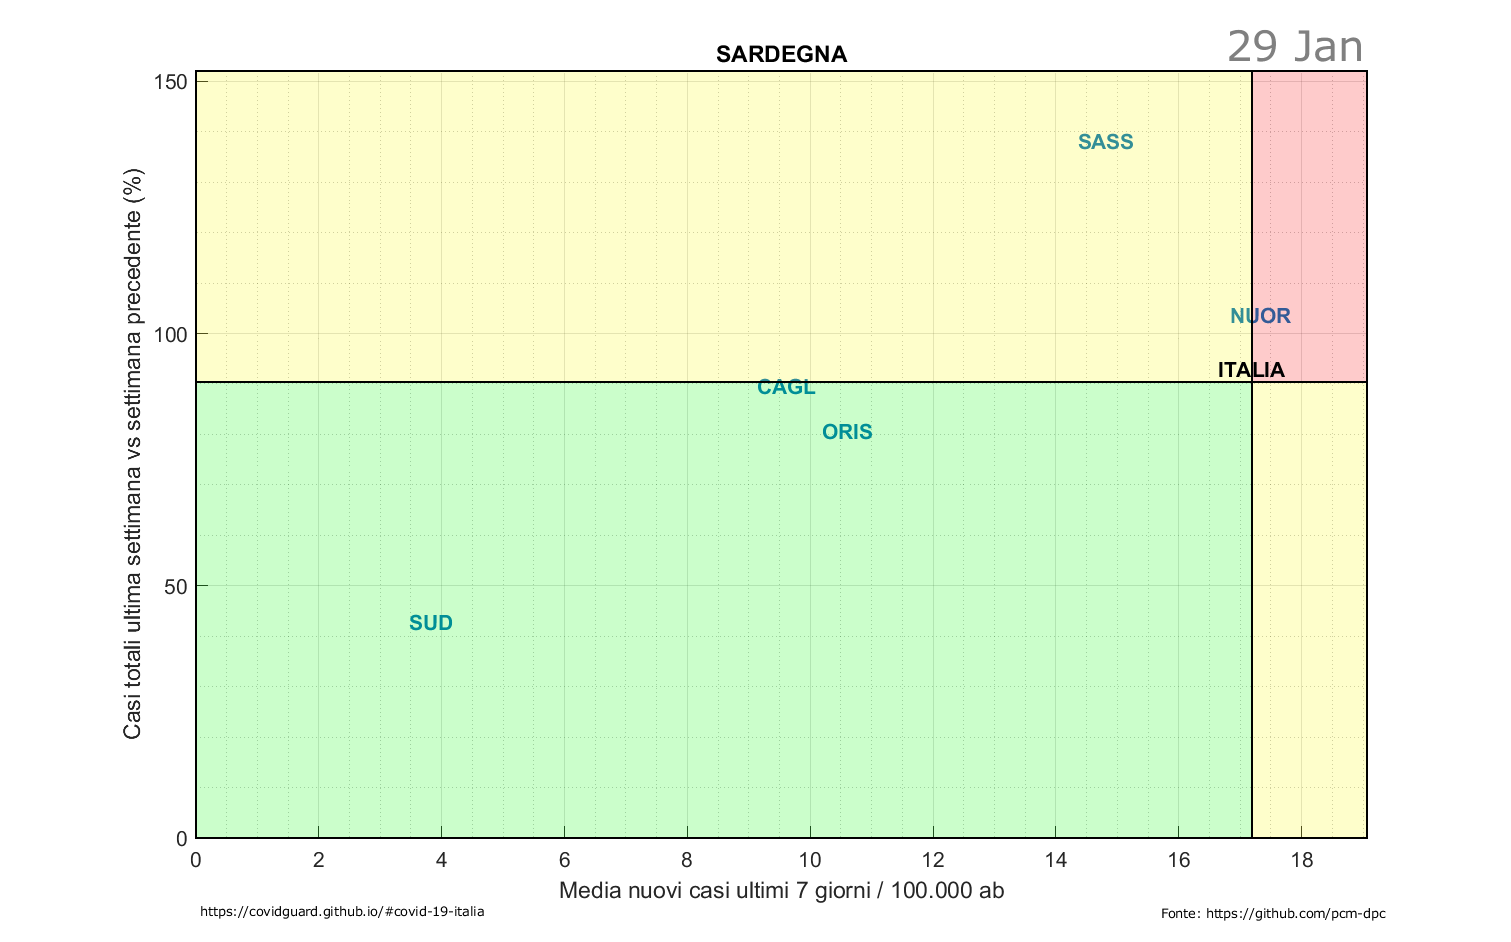 29 Jan
SARDEGNA
Casi totali ultima settimana vs settimana precedente (%)
150
100
50
0
SASS
NUOR
ITALIA
CAGL
ORIS
SUD
0 2 4 6 8 10 12 14 16 18
Media nuovi casi ultimi 7 giorni / 100.000 ab
https://covidguard.github.io/#covid-19-italia
Fonte: https://github.com/pcm-dpc